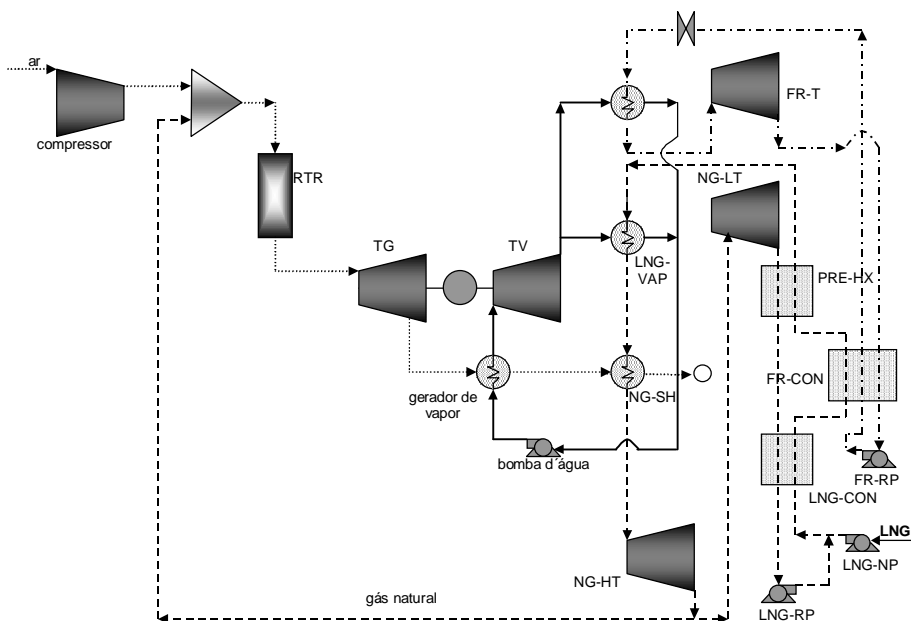 ar
compressor
RTR
TG
TV
FR-T
NG-LT
LNG-
VAP
PRE-HX
FR-CON
gerador de
vapor
NG-SH
bomba d´água
FR-RP
LNG-CON
LNG
LNG-NP
NG-HT
LNG-RP
gás natural